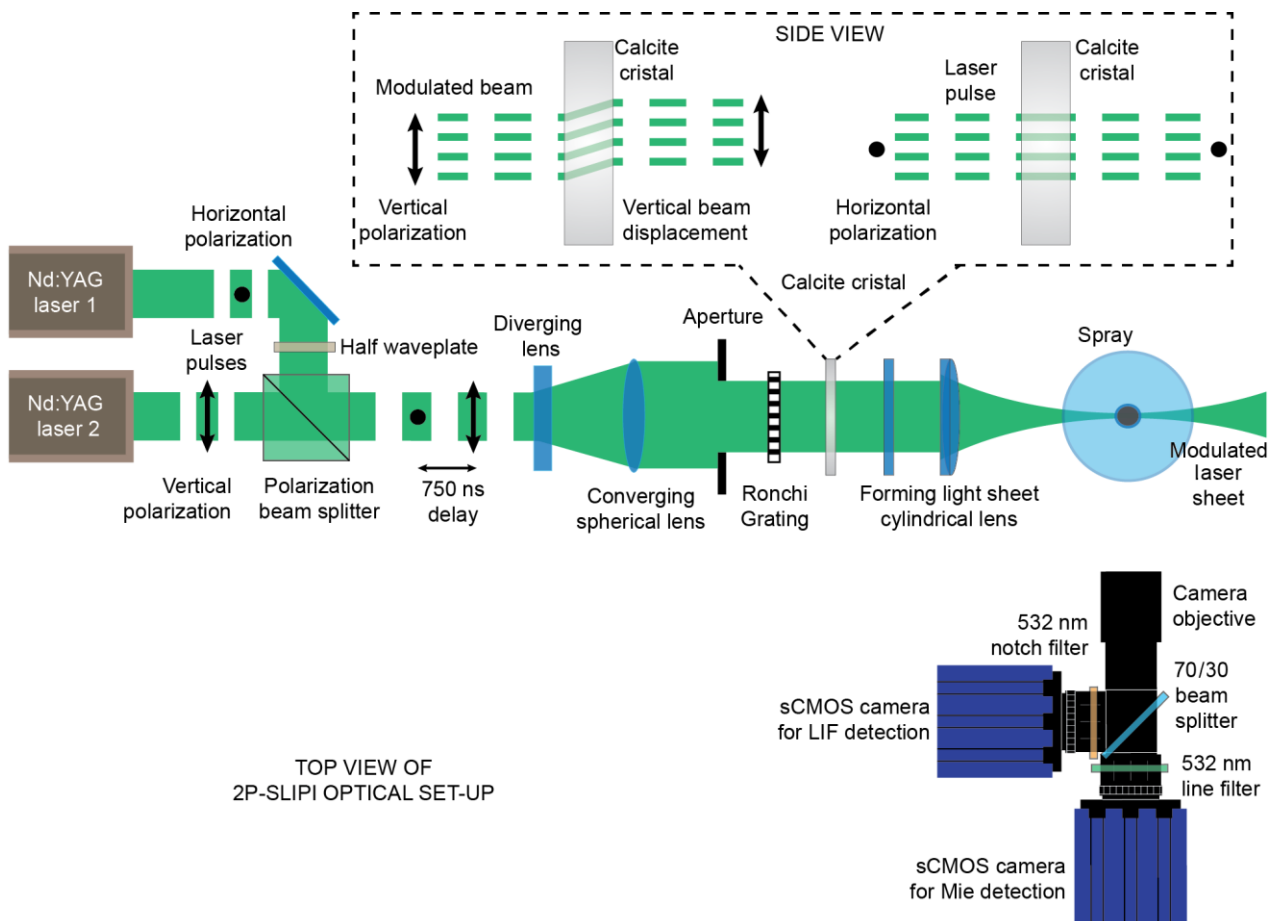 SIDE VIEW
Calcite
cristal
Modulated beam
Vertical
polarization
Vertical beam
displacement
Laser
pulse
Calcite
cristal
Horizontal
polarization
Horizontal
polarization
Nd:YAG
laser 1
Laser
pulses
Half waveplate
Nd:YAG
laser 2
Vertical
polarization
Polarization
beam splitter
750 ns
delay
Diverging
lens
Converging
spherical lens
Aperture
Ronchi
Grating
Calcite cristal
Forming light sheet
cylindrical lens
Spray
Modulated
laser
sheet
Camera
objective
532 nm
notch filter
70/30
beam
splitter
sCMOS camera
for LIF detection
532 nm
line filter
sCMOS camera
for Mie detection
TOP VIEW OF
2P-SLIPI OPTICAL SET-UP